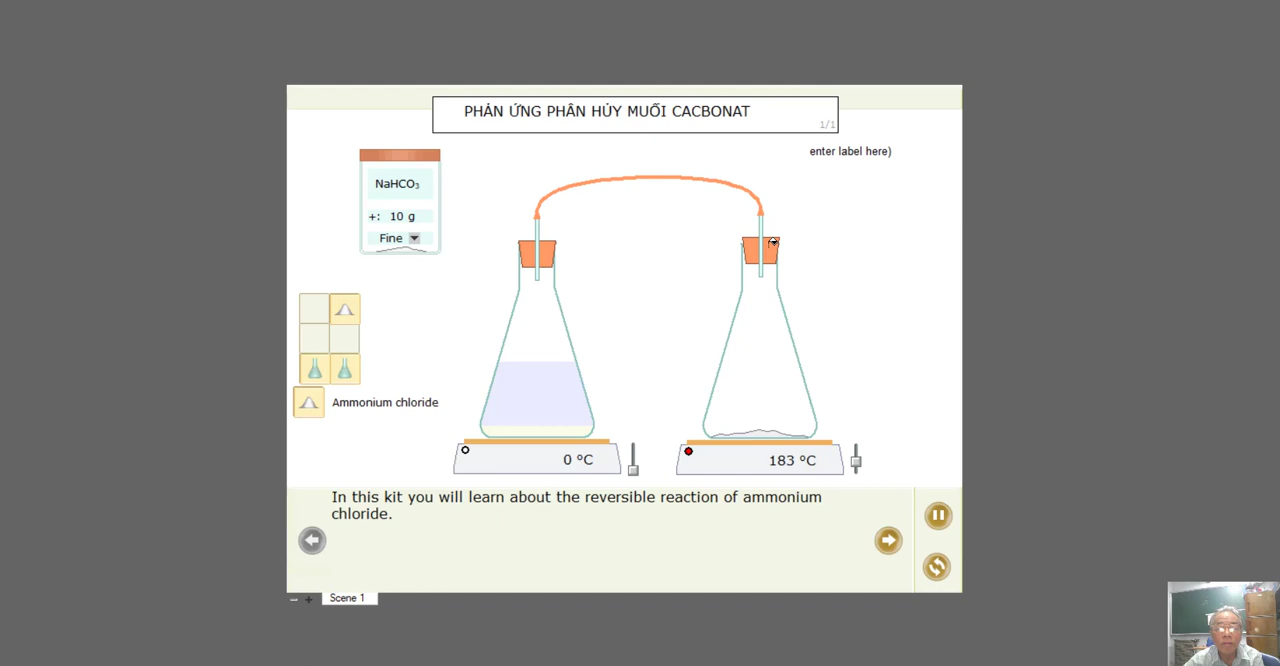 PHẢN ỨNG PHÂN HỦY MUỐI CACBONAT
1/1
enter label here)
NaHCO₃
+: 10 g
Fine
Ammonium chloride
0 °C
183 °C
In this kit you will learn about the reversible reaction of ammonium
chloride.
− + Scene 1